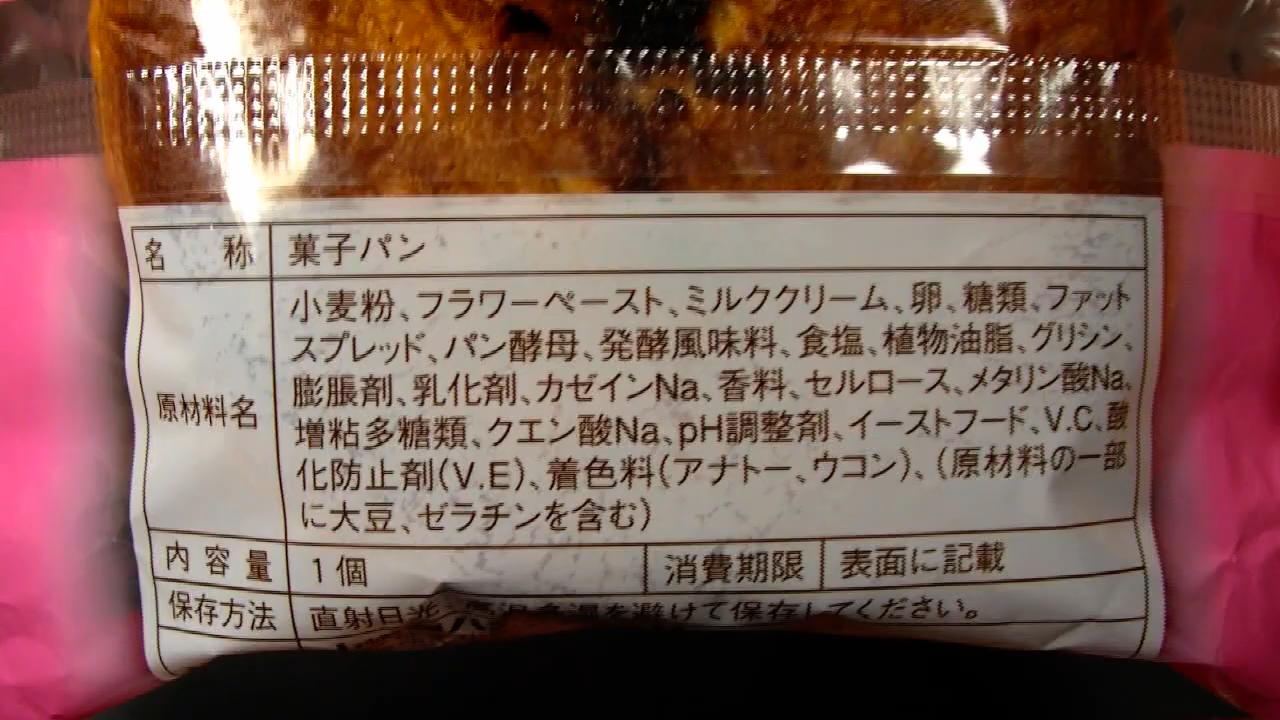 名称 菓子パン
原材料名 小麦粉、フラワーペースト、ミルククリーム、卵、糖類、ファット
スプレッド、パン酵母、発酵風味料、食塩、植物油脂、グリシン、
膨脹剤、乳化剤、カゼインNa、香料、セルロース、メタリン酸Na、
増粘多糖類、クエン酸Na、pH調整剤、イーストフード、V.C、酸
化防止剤(V.E)、着色料(アナトー、ウコン)、(原材料の一部
に大豆、ゼラチンを含む)
内容量 1個 消費期限 表面に記載
保存方法 直射日光、高温多湿を避けて保存してください。